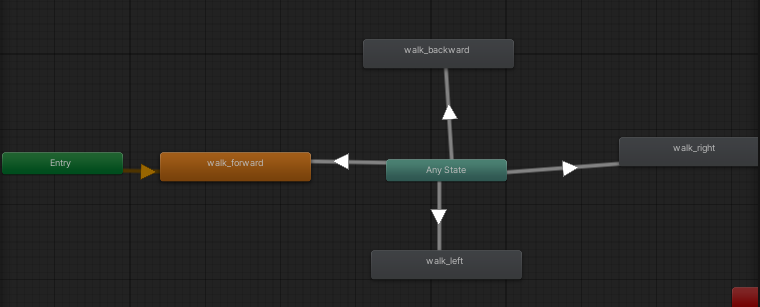 walk_backward
Entry
walk_forward
Any State
walk_right
walk_left